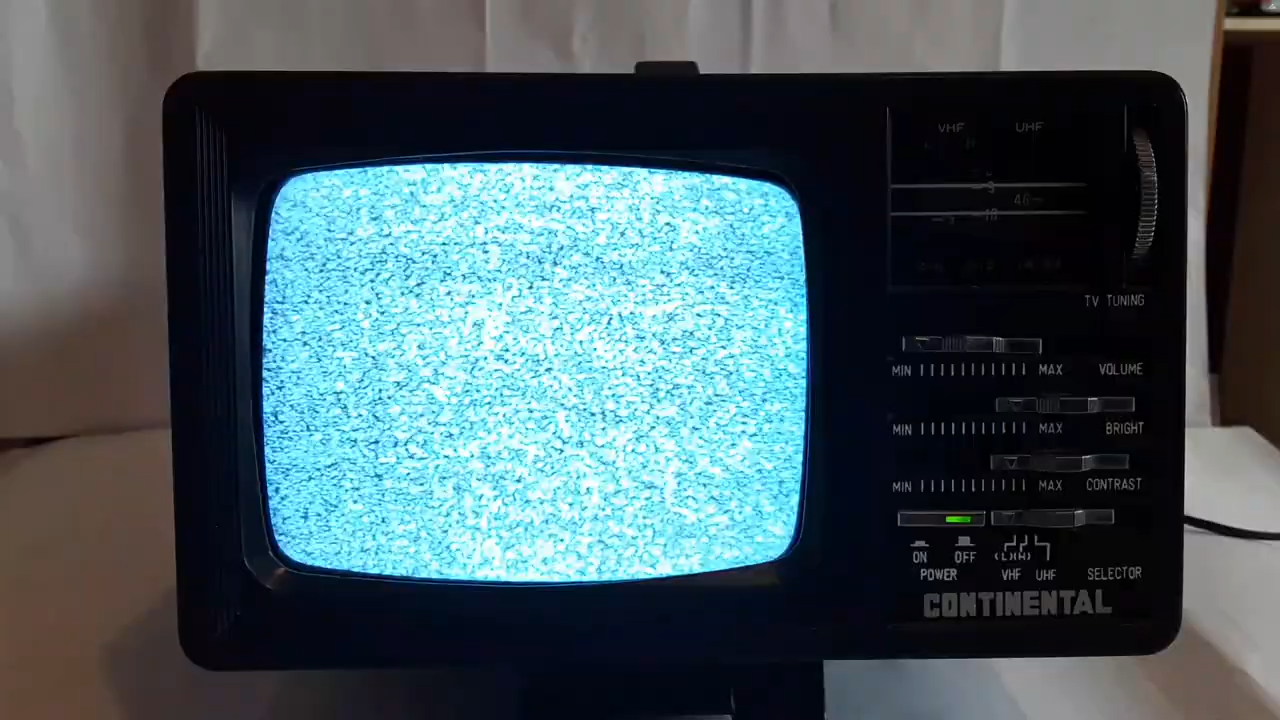 VHF UHF
TV TUNING
MIN MAX VOLUME
MIN MAX BRIGHT
MIN MAX CONTRAST
ON OFF (L)(H)
POWER VHF UHF SELECTOR
CONTINENTAL